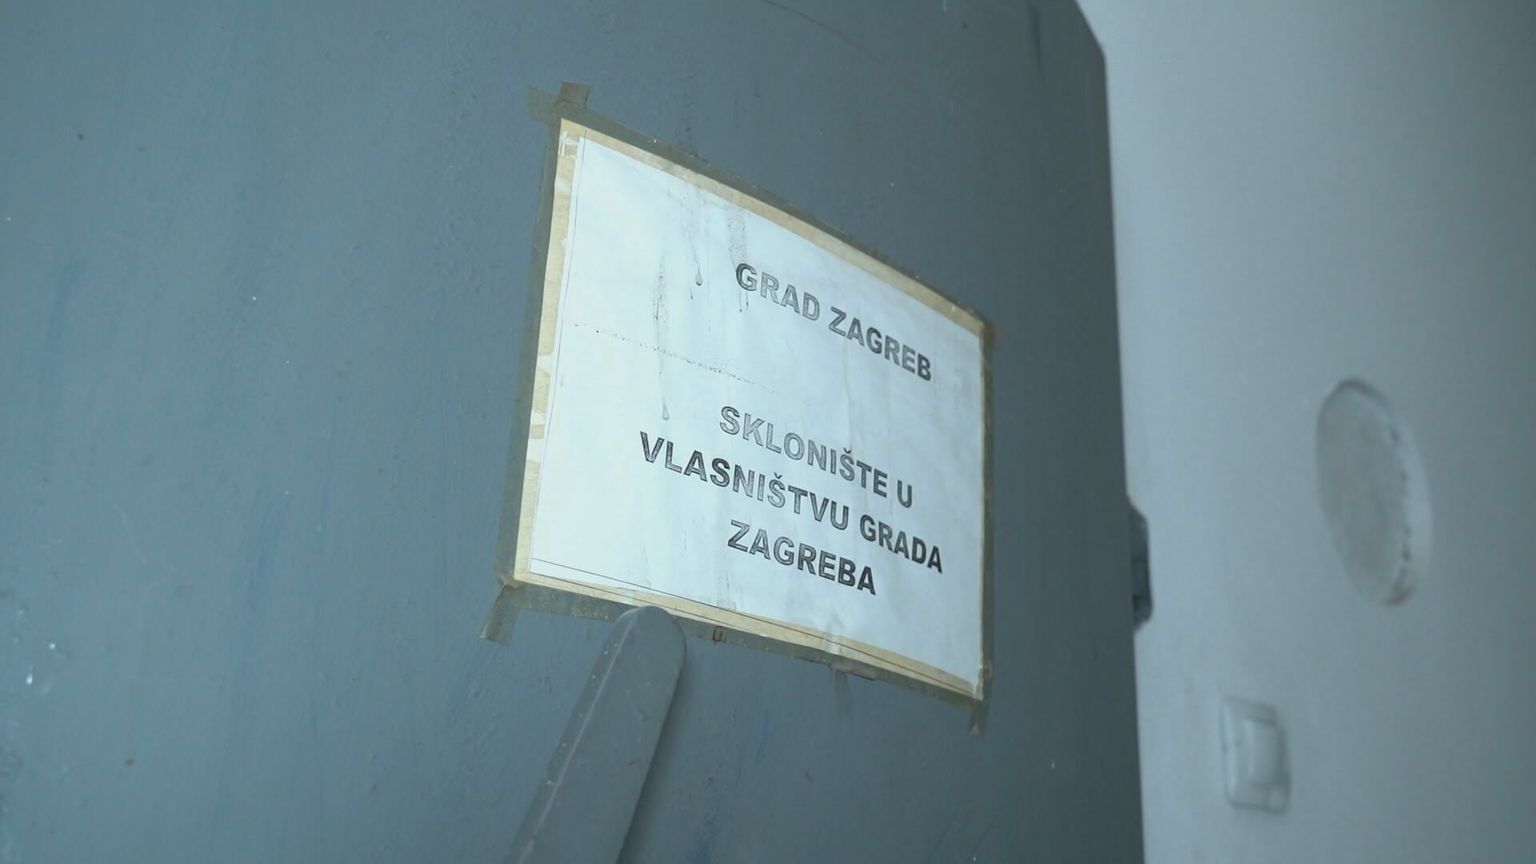 GRAD ZAGREB
SKLONIŠTE U
VLASNIŠTVU GRADA
ZAGREBA